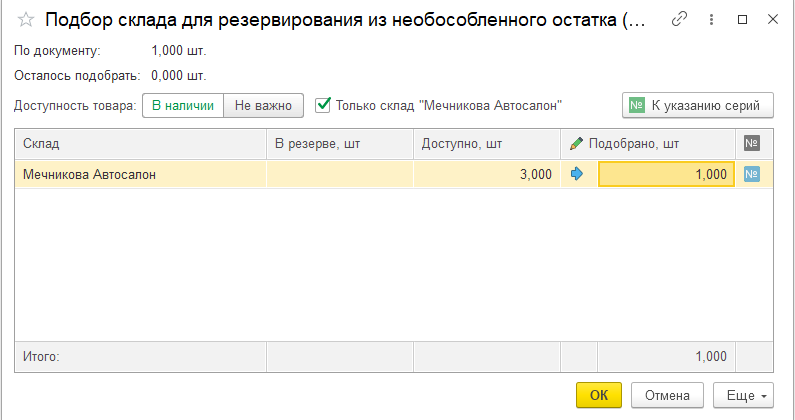 Подбор склада для резервирования из необособленного остатка (...
По документу: 1,000 шт.
Осталось подобрать: 0,000 шт.
Доступность товара: В наличии Не важно Только склад "Мечникова Автосалон" № К указанию серий
Склад В резерве, шт Доступно, шт Подобрано, шт №
Мечникова Автосалон 3,000 1,000 №
Итого: 1,000
ОК Отмена Еще